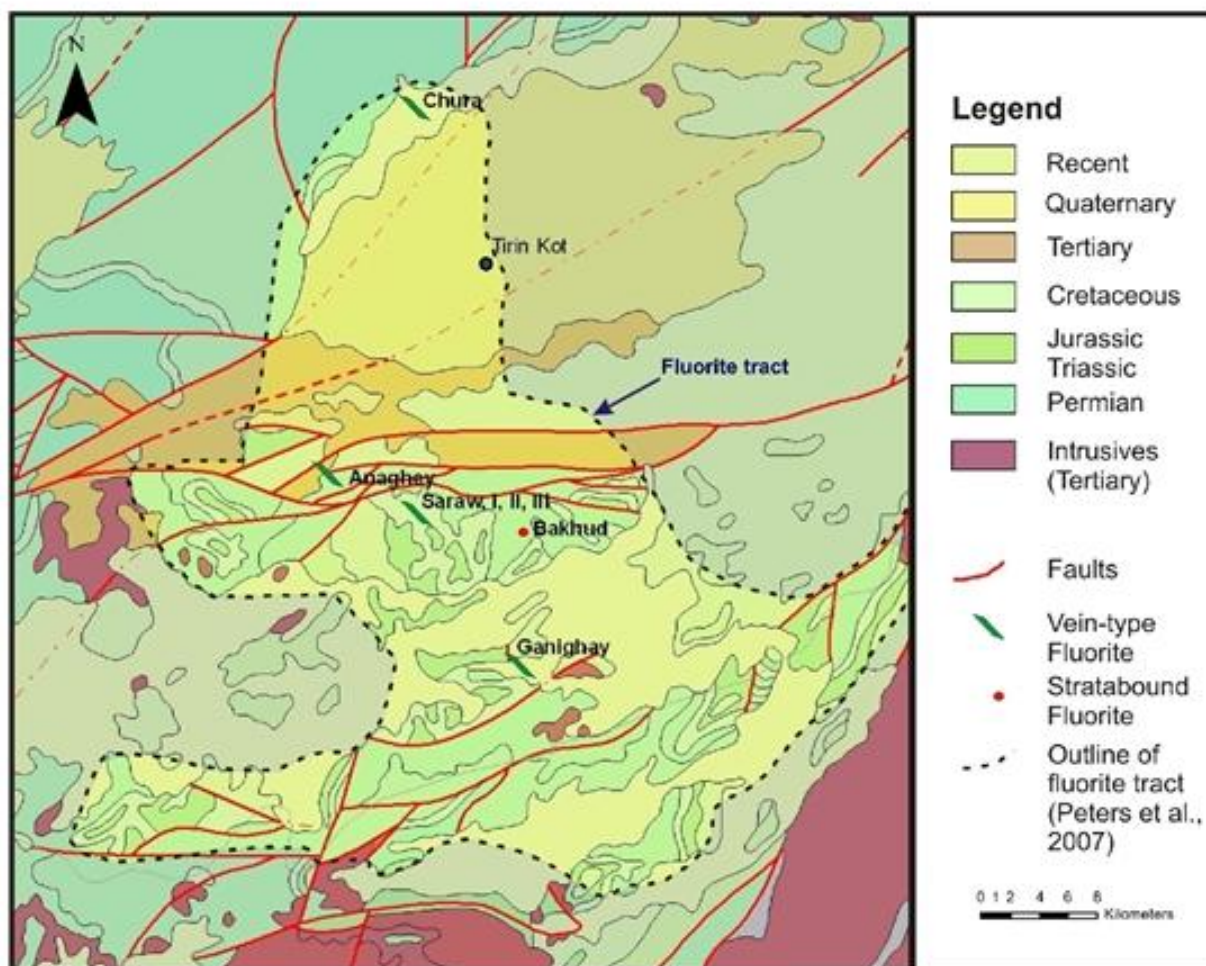 N
Chura
Tirin Kot
Fluorite tract
Anaghey
Saraw, I, II, III
Bakhud
Ganighay
Legend
Recent
Quaternary
Tertiary
Cretaceous
Jurassic
Triassic
Permian
Intrusives
(Tertiary)
Faults
Vein-type
Fluorite
Stratabound
Fluorite
Outline of
fluorite tract
(Peters et al.,
2007)
0 1 2 4 6 8
Kilometers